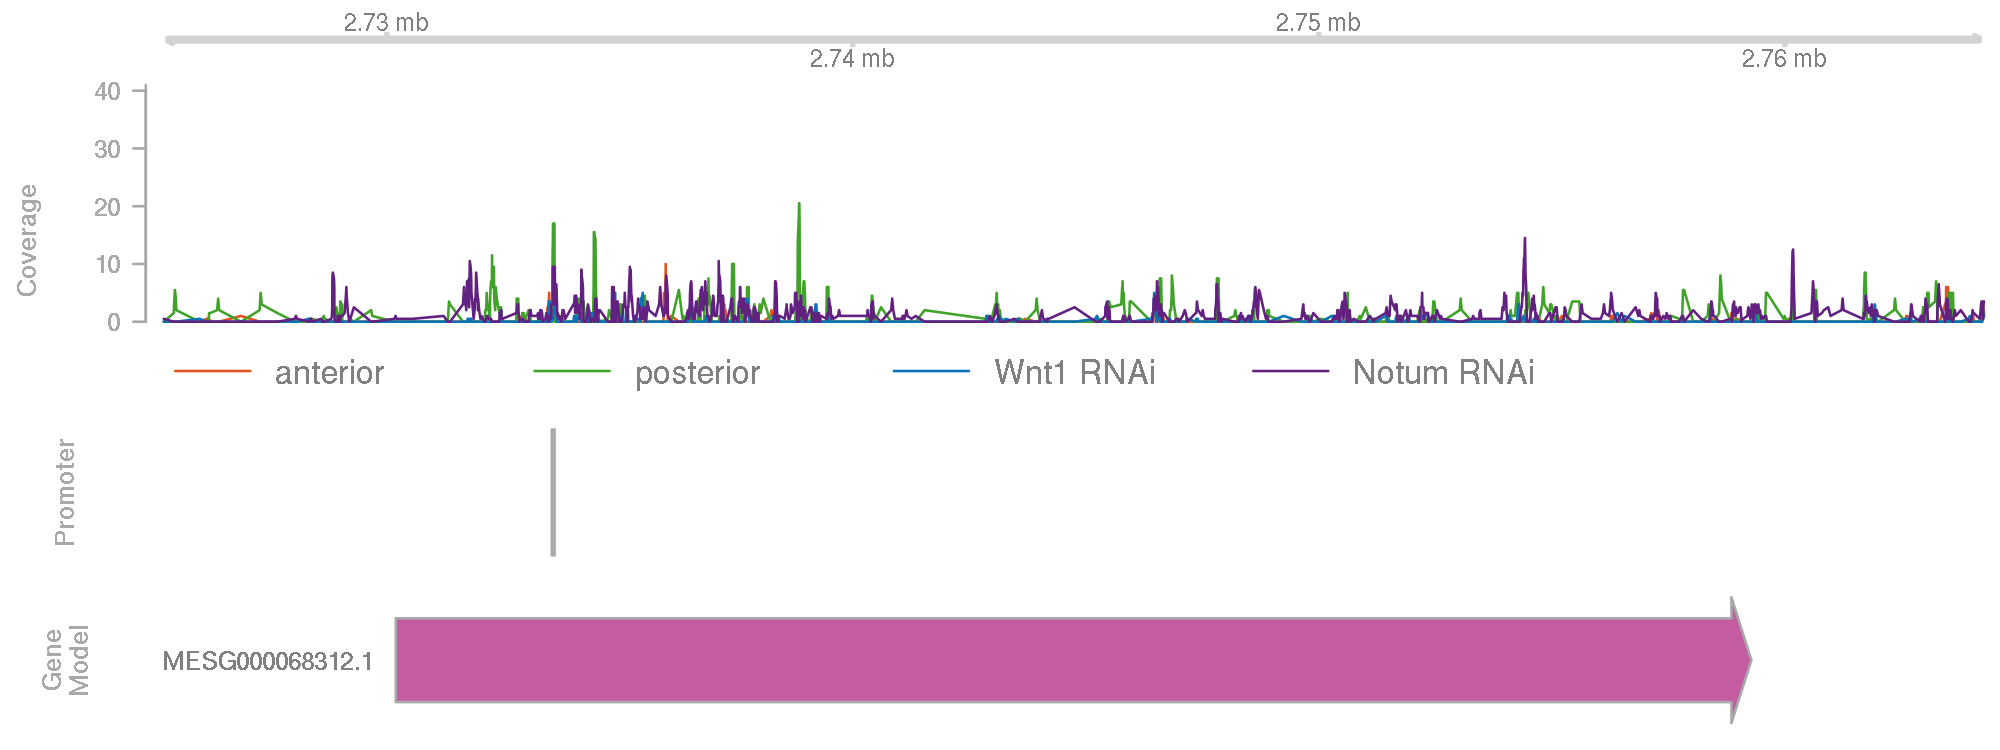 2.73 mb
2.75 mb
2.74 mb
2.76 mb
Coverage
40
30
20
10
0
anterior
posterior
Wnt1 RNAi
Notum RNAi
Promoter
Gene
Model
MESG000068312.1